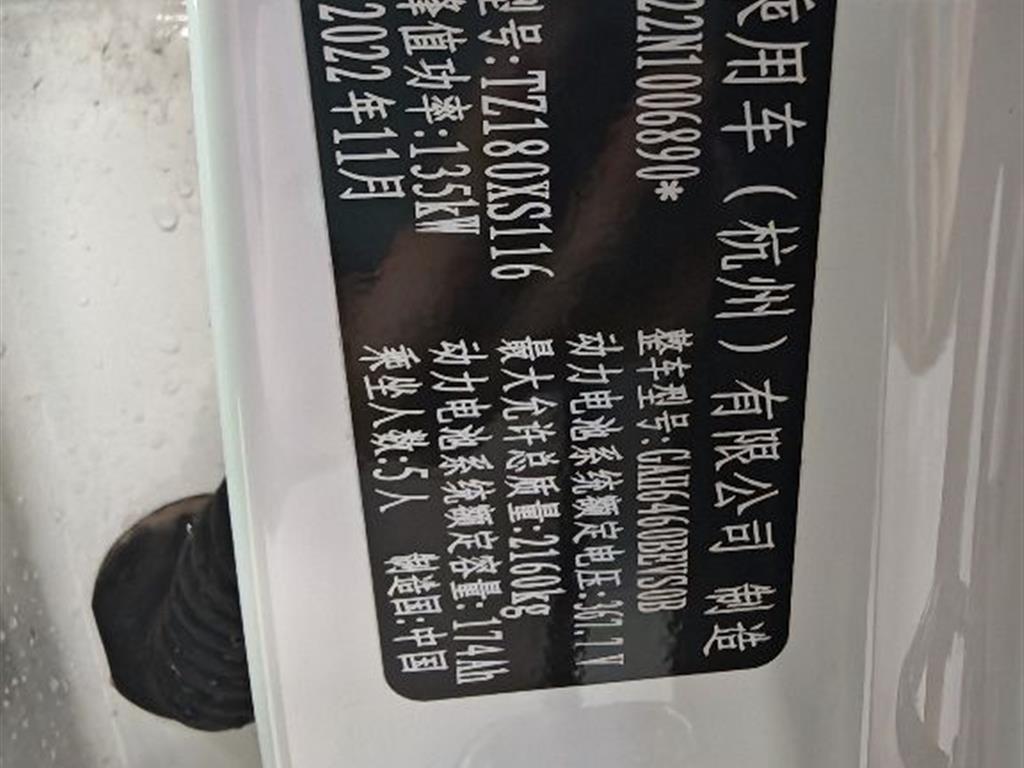 乘用车（杭州）有限公司 制造
22N1006890*
整车型号:GAH6460BEVS0B
型号:TZ180XS116
动力电池系统额定电压:367.2V
峰值功率:135kW
最大允许总质量:2160kg
2022年11月
动力电池系统额定容量:174Ah
乘坐人数:5人
制造国:中国